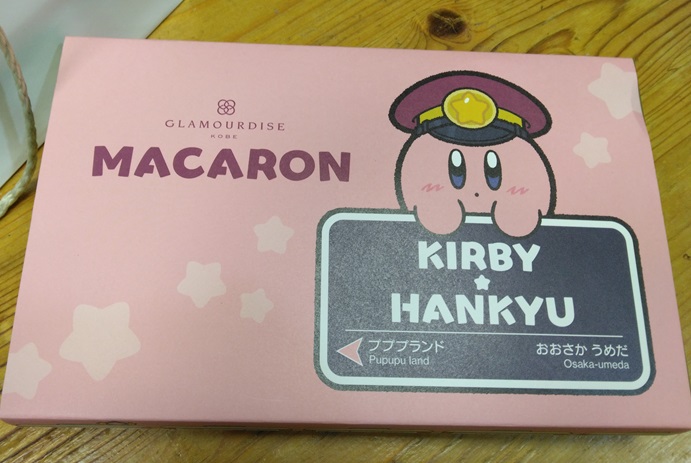 GLAMOURDISE
KOBE
MACARON
KIRBY
HANKYU
プププランド
Pupupu land
おおさか うめだ
Osaka-umeda